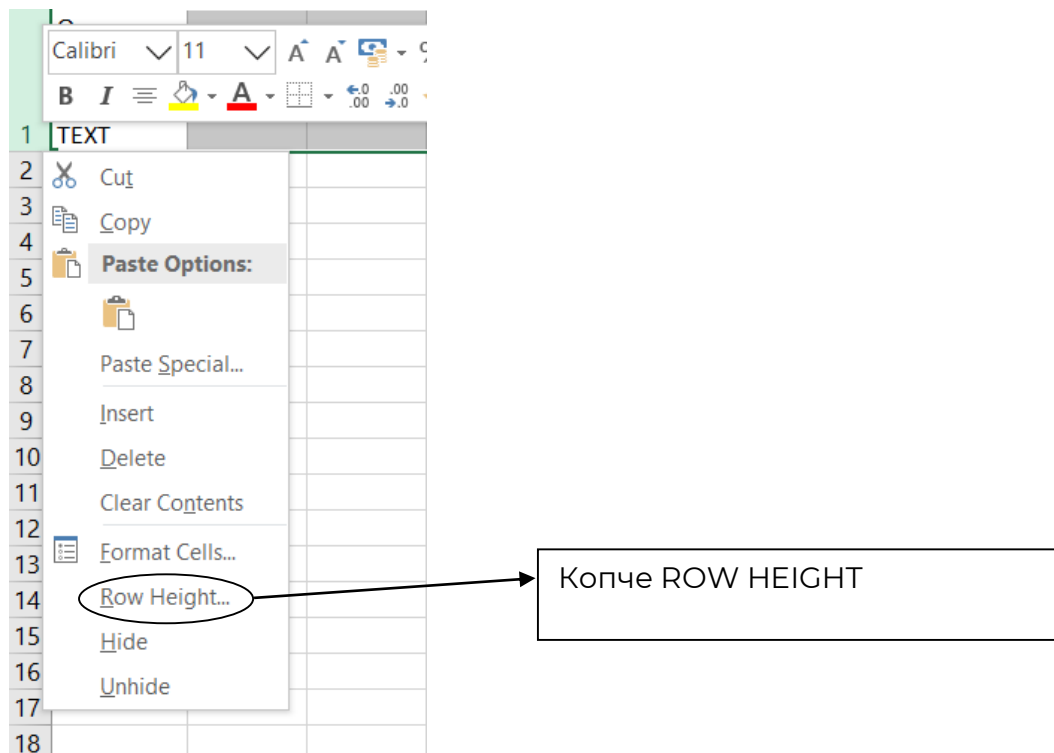 Calibri 11 A A
B I A .00 .00
1 TEXT
2 Cut
3 Copy
4 Paste Options:
5
6
7 Paste Special...
8
9 Insert
10 Delete
11 Clear Contents
12
13 Format Cells...
14 Row Height...
15 Hide
16 Unhide
17
18
Копче ROW HEIGHT